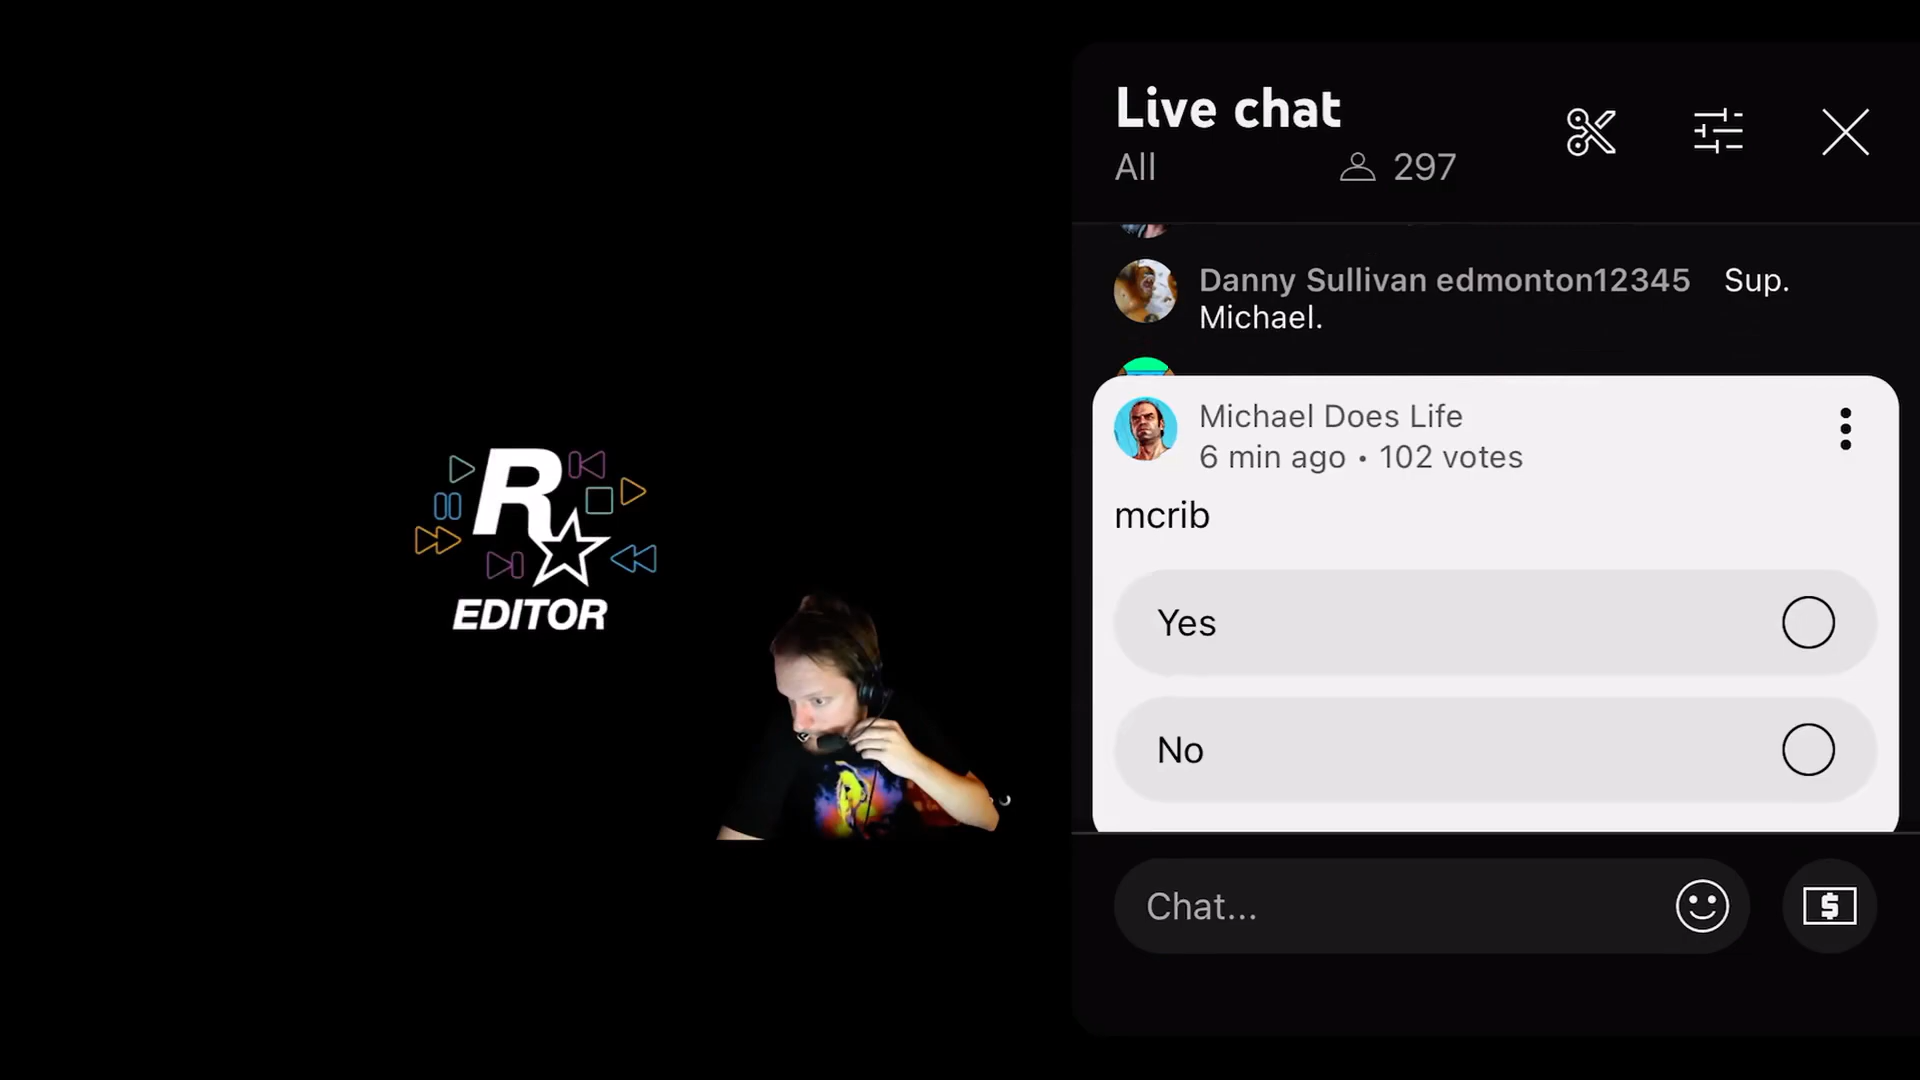 Live chat
All 297
Danny Sullivan edmonton12345 Sup.
Michael.
Michael Does Life
6 min ago • 102 votes
mcrib
R
EDITOR
Yes
No
Chat...
$